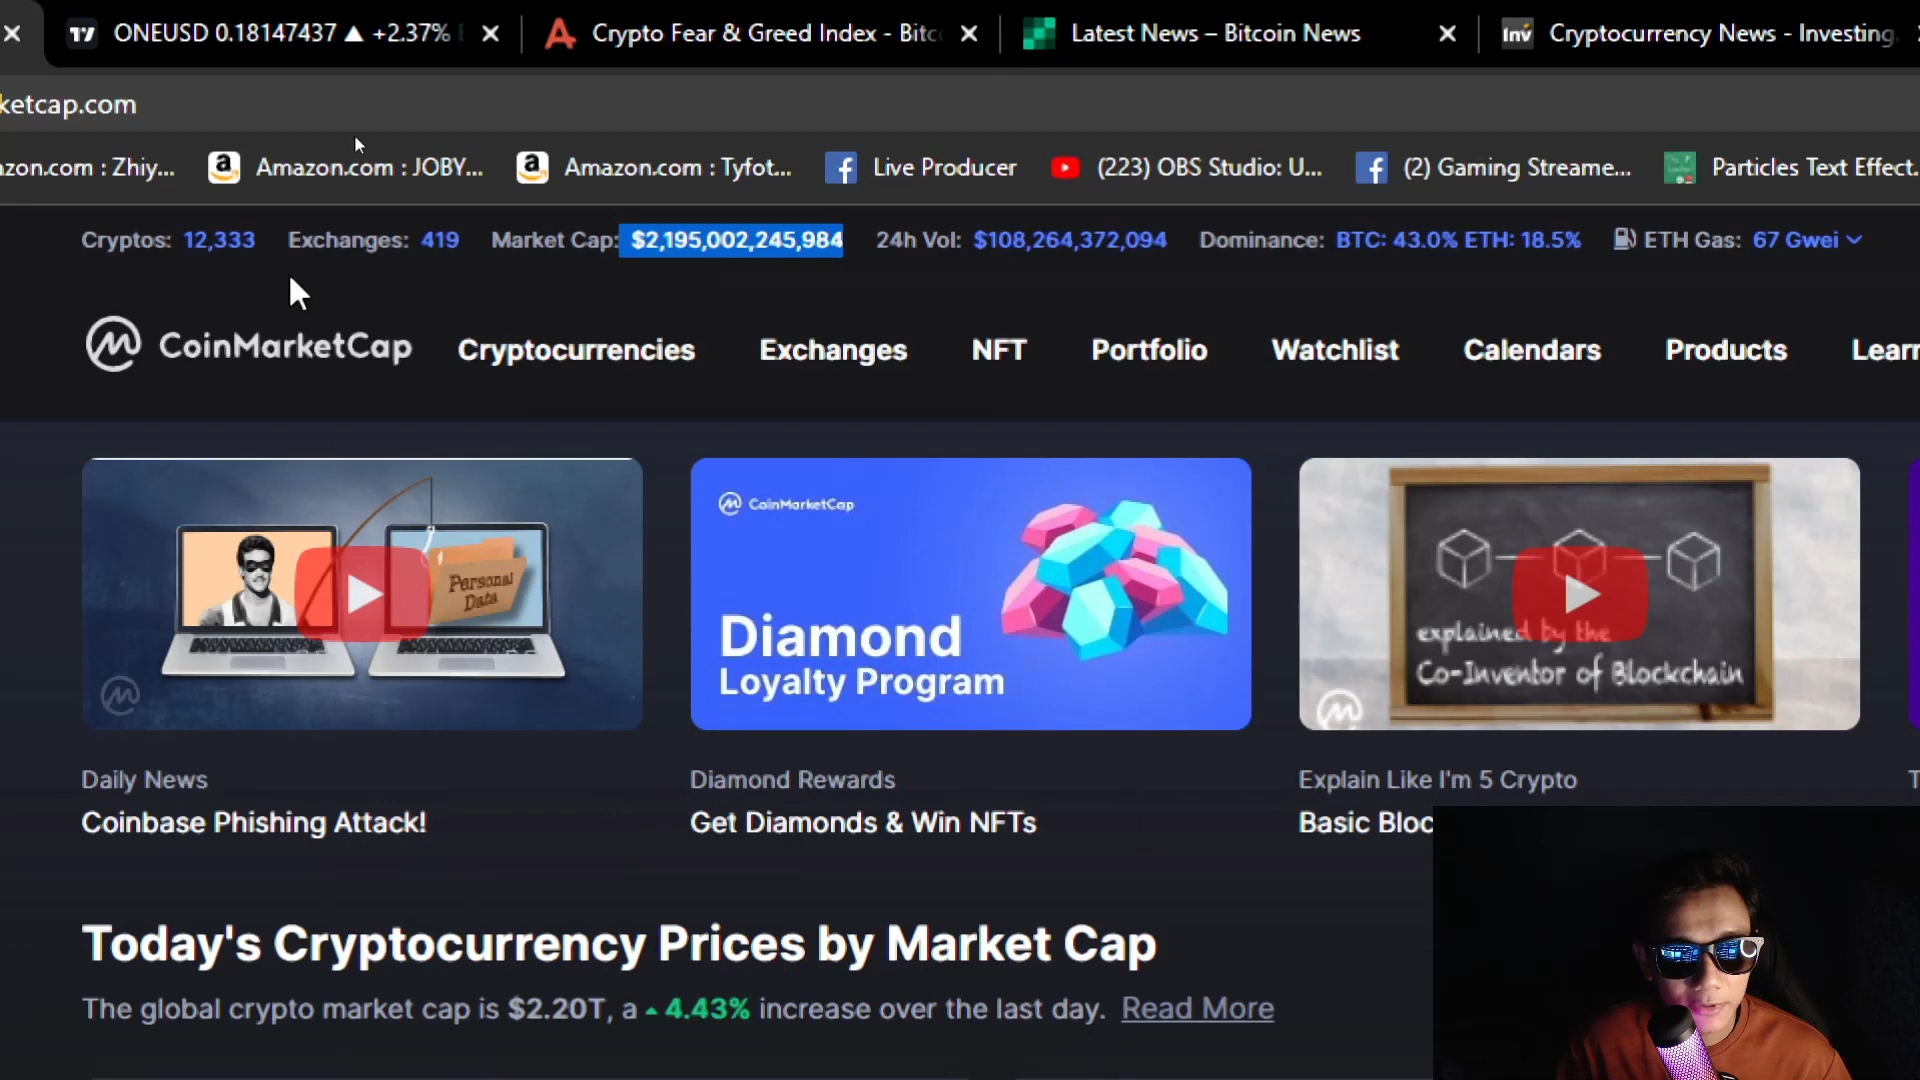 ONEUSD 0.18147437 ▲ +2.37%
Crypto Fear & Greed Index - Bitc
Latest News – Bitcoin News
Inv
Cryptocurrency News - Investing.
ketcap.com
zon.com : Zhiy...
Amazon.com : JOBY...
Amazon.com : Tyfot...
Live Producer
(223) OBS Studio: U...
(2) Gaming Streame...
Particles Text Effect.
Cryptos: 12,333
Exchanges: 419
Market Cap: $2,195,002,245,984
24h Vol: $108,264,372,094
Dominance: BTC: 43.0% ETH: 18.5%
ETH Gas: 67 Gwei
CoinMarketCap
Cryptocurrencies
Exchanges
NFT
Portfolio
Watchlist
Calendars
Products
Learn
Personal
Data
CoinMarketCap
Diamond
Loyalty Program
explained by the
Co-Inventor of Blockchain
Daily News
Coinbase Phishing Attack!
Diamond Rewards
Get Diamonds & Win NFTs
Explain Like I'm 5 Crypto
Basic Bloc
Today's Cryptocurrency Prices by Market Cap
The global crypto market cap is $2.20T, a ▲ 4.43% increase over the last day. Read More